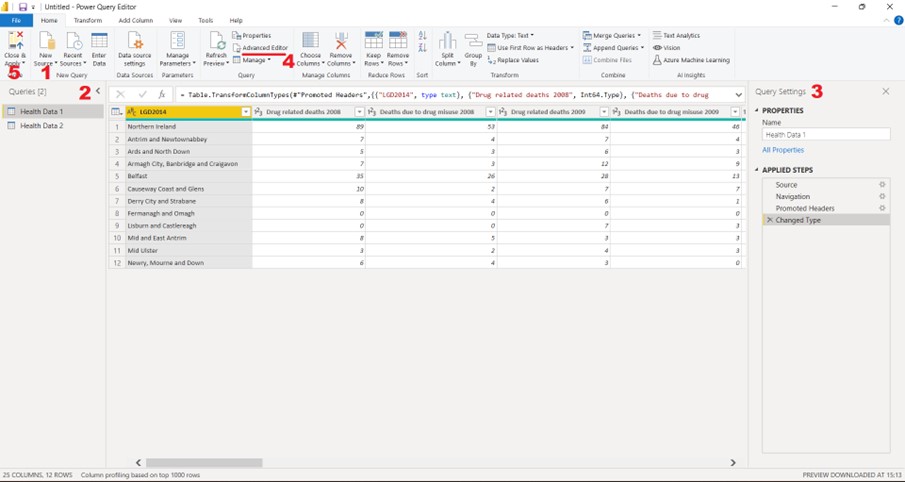 Untitled - Power Query Editor
File Home Transform Add Column View Tools Help
Close & Apply
New Source
Recent Sources
Enter Data
Data source settings
Manage Parameters
Refresh Preview
Properties
Advanced Editor
Manage
Choose Columns
Remove Columns
Keep Rows
Remove Rows
Split Column
Group By
Data Type: Text
Use First Row as Headers
Replace Values
Merge Queries
Append Queries
Combine Files
Text Analytics
Vision
Azure Machine Learning
5 1 4
New Query Data Sources Parameters Query Manage Columns Reduce Rows Sort Transform Combine AI Insights
Queries [2] 2
Health Data 1
Health Data 2
fx = Table.TransformColumnTypes(#"Promoted Headers",{{"LGD2014", type text}, {"Drug related deaths 2008", Int64.Type}, {"Deaths due to drug
LGD2014 Drug related deaths 2008 Deaths due to drug misuse 2008 Drug related deaths 2009 Deaths due to drug misuse 2009
1 Northern Ireland 89 53 84 46
2 Antrim and Newtownabbey 7 4 7 4
3 Ards and North Down 5 3 6 3
4 Armagh City, Banbridge and Craigavon 7 3 12 9
5 Belfast 35 26 28 13
6 Causeway Coast and Glens 10 2 7 7
7 Derry City and Strabane 8 4 6 1
8 Fermanagh and Omagh 0 0 0 0
9 Lisburn and Castlereagh 0 0 7 3
10 Mid and East Antrim 8 5 3 3
11 Mid Ulster 3 2 4 3
12 Newry, Mourne and Down 6 4 3 0
Query Settings 3
PROPERTIES
Name
Health Data 1
All Properties
APPLIED STEPS
Source
Navigation
Promoted Headers
Changed Type
25 COLUMNS, 12 ROWS Column profiling based on top 1000 rows
PREVIEW DOWNLOADED AT 15:13